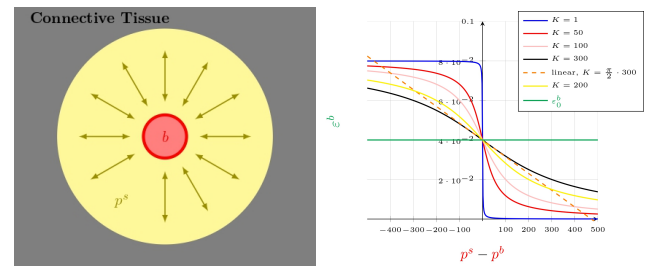 Connective Tissue
b
p^s
0.1
8 · 10^−2
6 · 10^−2
4 · 10^−2
2 · 10^−2
−400 −300 −200 −100 100 200 300 400 500
ε^b
p^s − p^b
K = 1
K = 50
K = 100
K = 300
linear, K = π/2 · 300
K = 200
ε_0^b